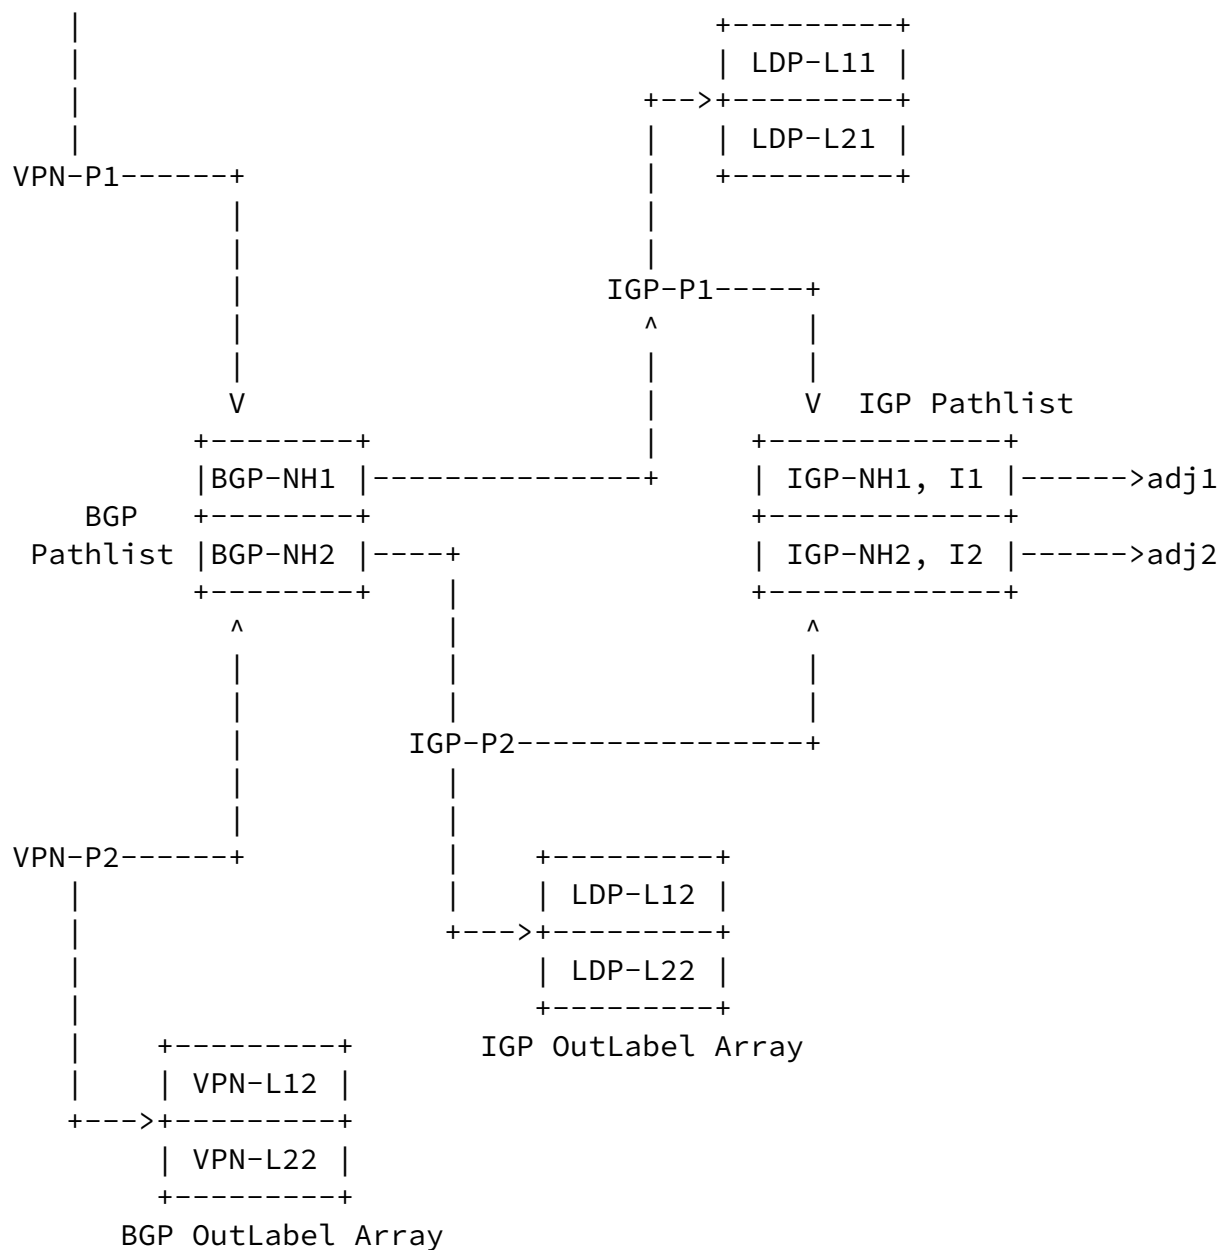 LDP-L11
LDP-L21
VPN-P1
IGP-P1
V
V IGP Pathlist
BGP-NH1
IGP-NH1, I1
adj1
BGP
Pathlist
BGP-NH2
IGP-NH2, I2
adj2
IGP-P2
VPN-P2
LDP-L12
LDP-L22
IGP OutLabel Array
VPN-L12
VPN-L22
BGP OutLabel Array